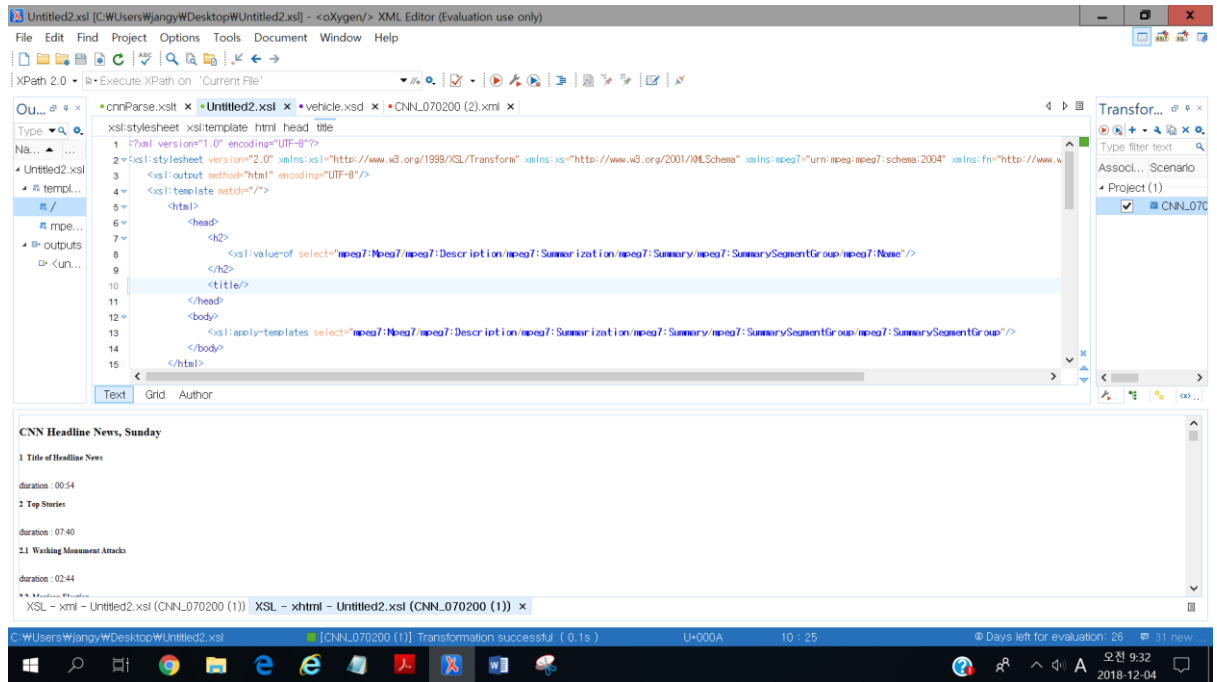 Untitled2.xsl [C:₩Users₩jangy₩Desktop₩Untitled2.xsl] - <oXygen/> XML Editor (Evaluation use only)
File Edit Find Project Options Tools Document Window Help
XPath 2.0 Execute XPath on 'Current File'
Ou...
Type
Na...
Untitled2.xsl
templ...
/
mpe...
outputs
<un...
cnnParse.xslt × Untitled2.xsl × vehicle.xsd × CNN_070200 (2).xml ×
xsl:stylesheet xsl:template html head title
1 <?xml version="1.0" encoding="UTF-8"?>
2 <xsl:stylesheet version="2.0" xmlns:xsl="http://www.w3.org/1999/XSL/Transform" xmlns:xs="http://www.w3.org/2001/XMLSchema" xmlns:mpeg7="urn:mpeg:mpeg7:schema:2004" xmlns:fn="http://www.w
3 <xsl:output method="html" encoding="UTF-8"/>
4 <xsl:template match="/">
5 <html>
6 <head>
7 <h2>
8 <xsl:value-of select="mpeg7:Mpeg7/mpeg7:Description/mpeg7:Summarization/mpeg7:Summary/mpeg7:SummarySegmentGroup/mpeg7:Name"/>
9 </h2>
10 <title/>
11 </head>
12 <body>
13 <xsl:apply-templates select="mpeg7:Mpeg7/mpeg7:Description/mpeg7:Summarization/mpeg7:Summary/mpeg7:SummarySegmentGroup/mpeg7:SummarySegmentGroup"/>
14 </body>
15 </html>
Text Grid Author
Transfor...
Type filter text
Associ... Scenario
Project (1)
CNN_070
CNN Headline News, Sunday
1 Title of Headline News
duration : 00:54
2 Top Stories
duration : 07:40
2.1 Washing Monument Attacks
duration : 02:44
XSL - xml - Untitled2.xsl (CNN_070200 (1)) XSL - xhtml - Untitled2.xsl (CNN_070200 (1)) ×
C:₩Users₩jangy₩Desktop₩Untitled2.xsl [CNN_070200 (1)] Transformation successful ( 0.1s ) U+000A 10 : 25 Days left for evaluation: 26 31 new ...
A 오전 9:32
2018-12-04